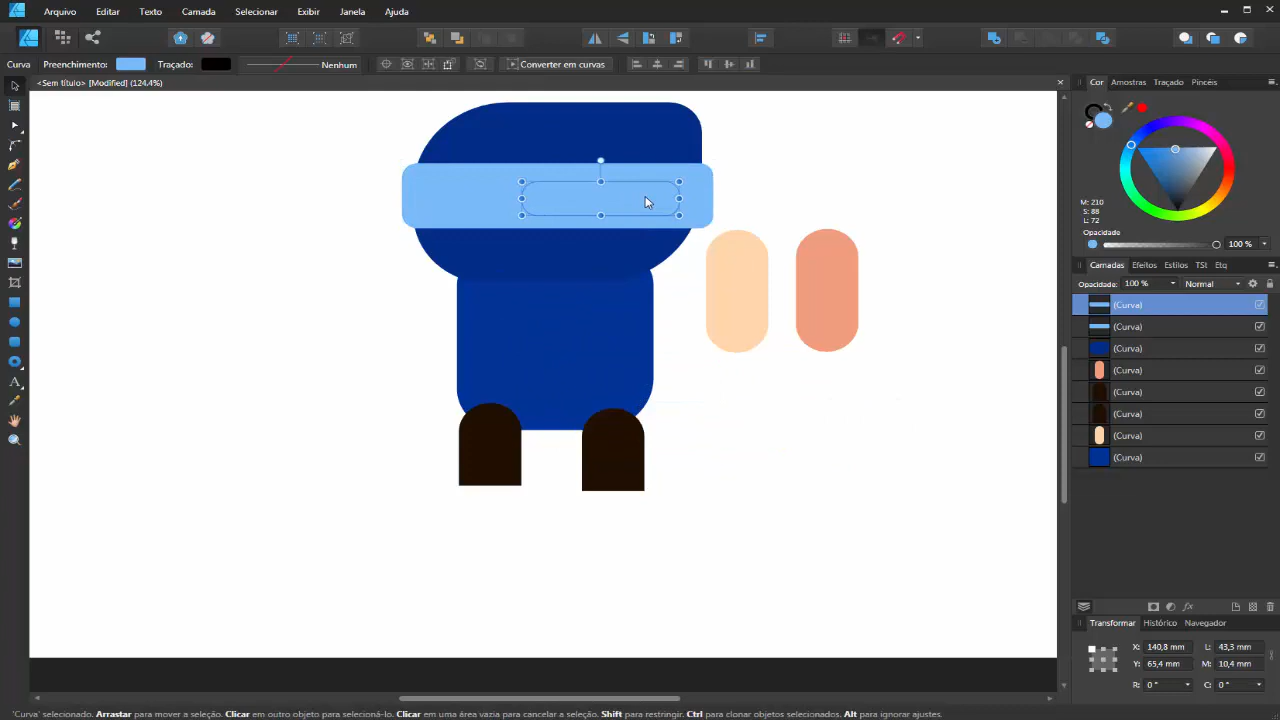 Arquivo Editar Texto Camada Selecionar Exibir Janela Ajuda
Curva Preenchimento: Traçado: Nenhum Converter em curvas
<Sem título> [Modified] (124.4%)
Cor Amostras Traçado Pincéis
M: 210
S: 88
L: 72
Opacidade
100 %
Camadas Efeitos Estilos TSt Etq
Opacidade: 100 % Normal
(Curva)
(Curva)
(Curva)
(Curva)
(Curva)
(Curva)
(Curva)
(Curva)
Transformar Histórico Navegador
X: 140,8 mm L: 43,3 mm
Y: 65,4 mm M: 10,4 mm
R: 0 ° C: 0 °
'Curva' selecionado. Arrastar para mover a seleção. Clicar em outro objeto para selecioná-lo. Clicar em uma área vazia para cancelar a seleção. Shift para restringir. Ctrl para clonar objetos selecionados. Alt para ignorar ajustes.